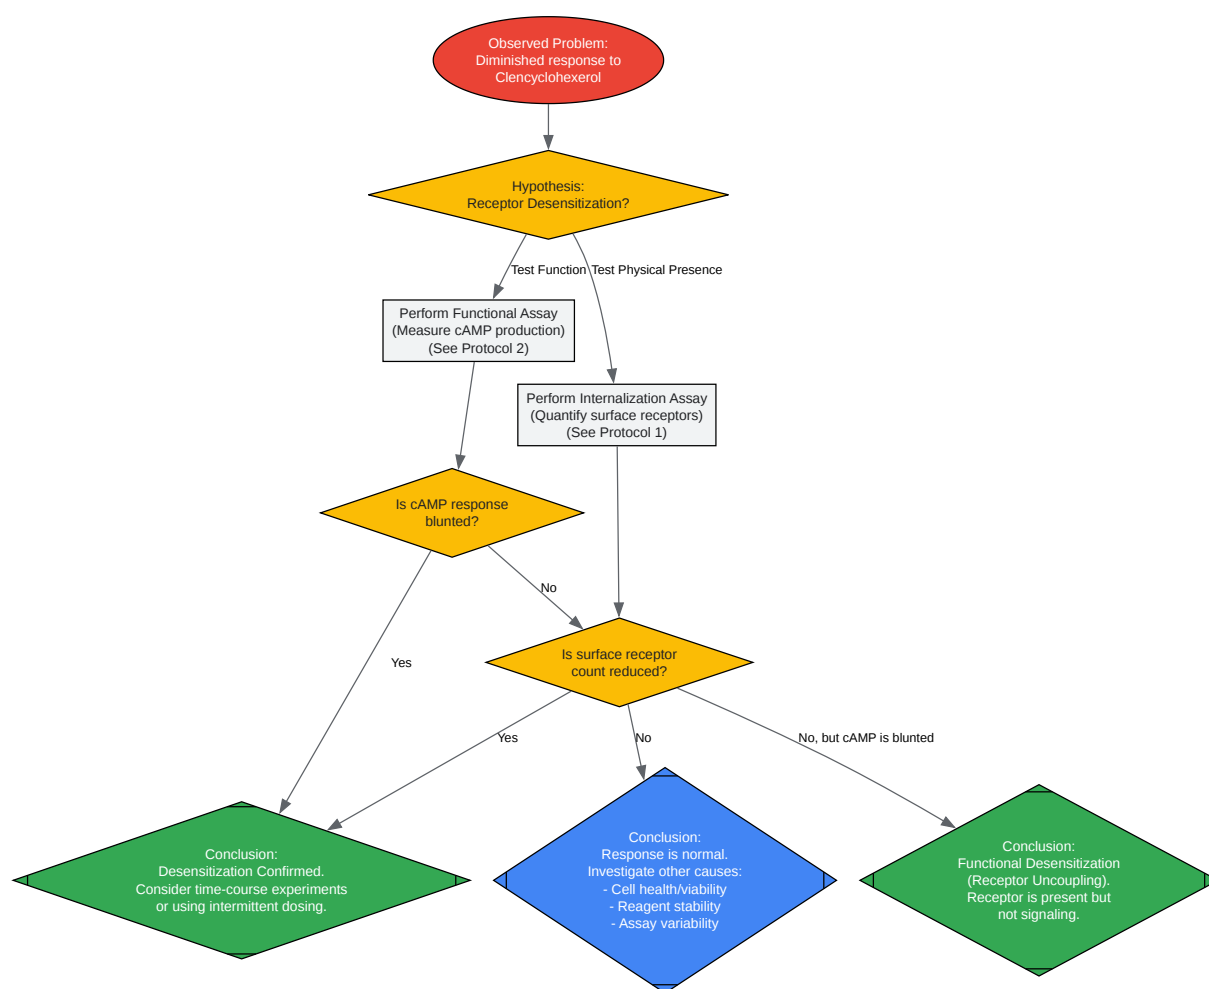 Observed Problem:
Diminished response to
Clencyclohexerol
Hypothesis:
Receptor Desensitization?
Test Function
Test Physical Presence
Perform Functional Assay
(Measure cAMP production)
(See Protocol 2)
Perform Internalization Assay
(Quantify surface receptors)
(See Protocol 1)
Is cAMP response
blunted?
No
Is surface receptor
count reduced?
Yes
Yes
No
No, but cAMP is blunted
Conclusion:
Desensitization Confirmed.
Consider time-course experiments
or using intermittent dosing.
Conclusion:
Response is normal.
Investigate other causes:
- Cell health/viability
- Reagent stability
- Assay variability
Conclusion:
Functional Desensitization
(Receptor Uncoupling).
Receptor is present but
not signaling.